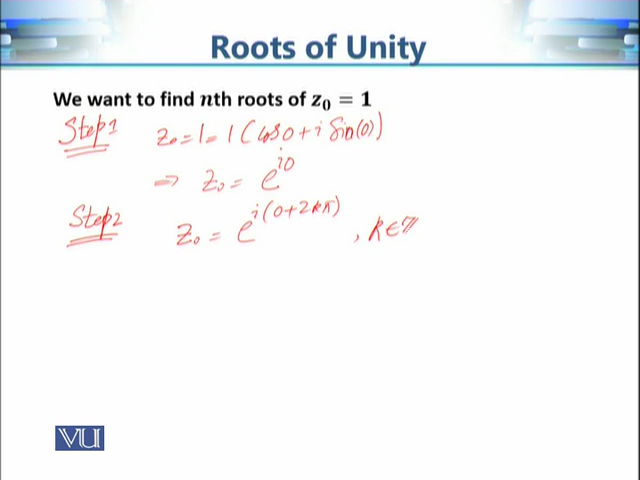 Roots of Unity
We want to find nth roots of z₀ = 1
Step1 z₀ = 1 = 1 (Cos 0 + i Sin(0))
⇒ z₀ = e^{i0}
Step2 z₀ = e^{i(0+2kπ)} , k∈ℤ
VU